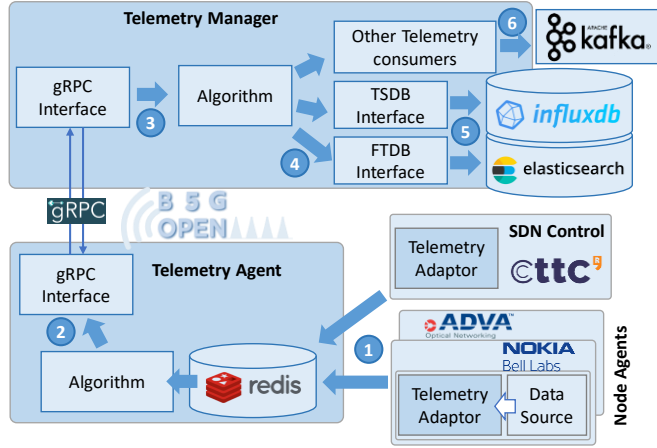 Telemetry Manager
6
APACHE
kafka®
Other Telemetry
consumers
gRPC
Interface
3
Algorithm
TSDB
Interface
5
influxdb
4
FTDB
Interface
elasticsearch
gRPC
B 5 G
OPEN
SDN Control
Telemetry
Adaptor
cttc
R
Telemetry Agent
gRPC
Interface
2
1
ADVA™
Optical Networking
NOKIA
Bell Labs
Node Agents
Algorithm
redis
Telemetry
Adaptor
Data
Source